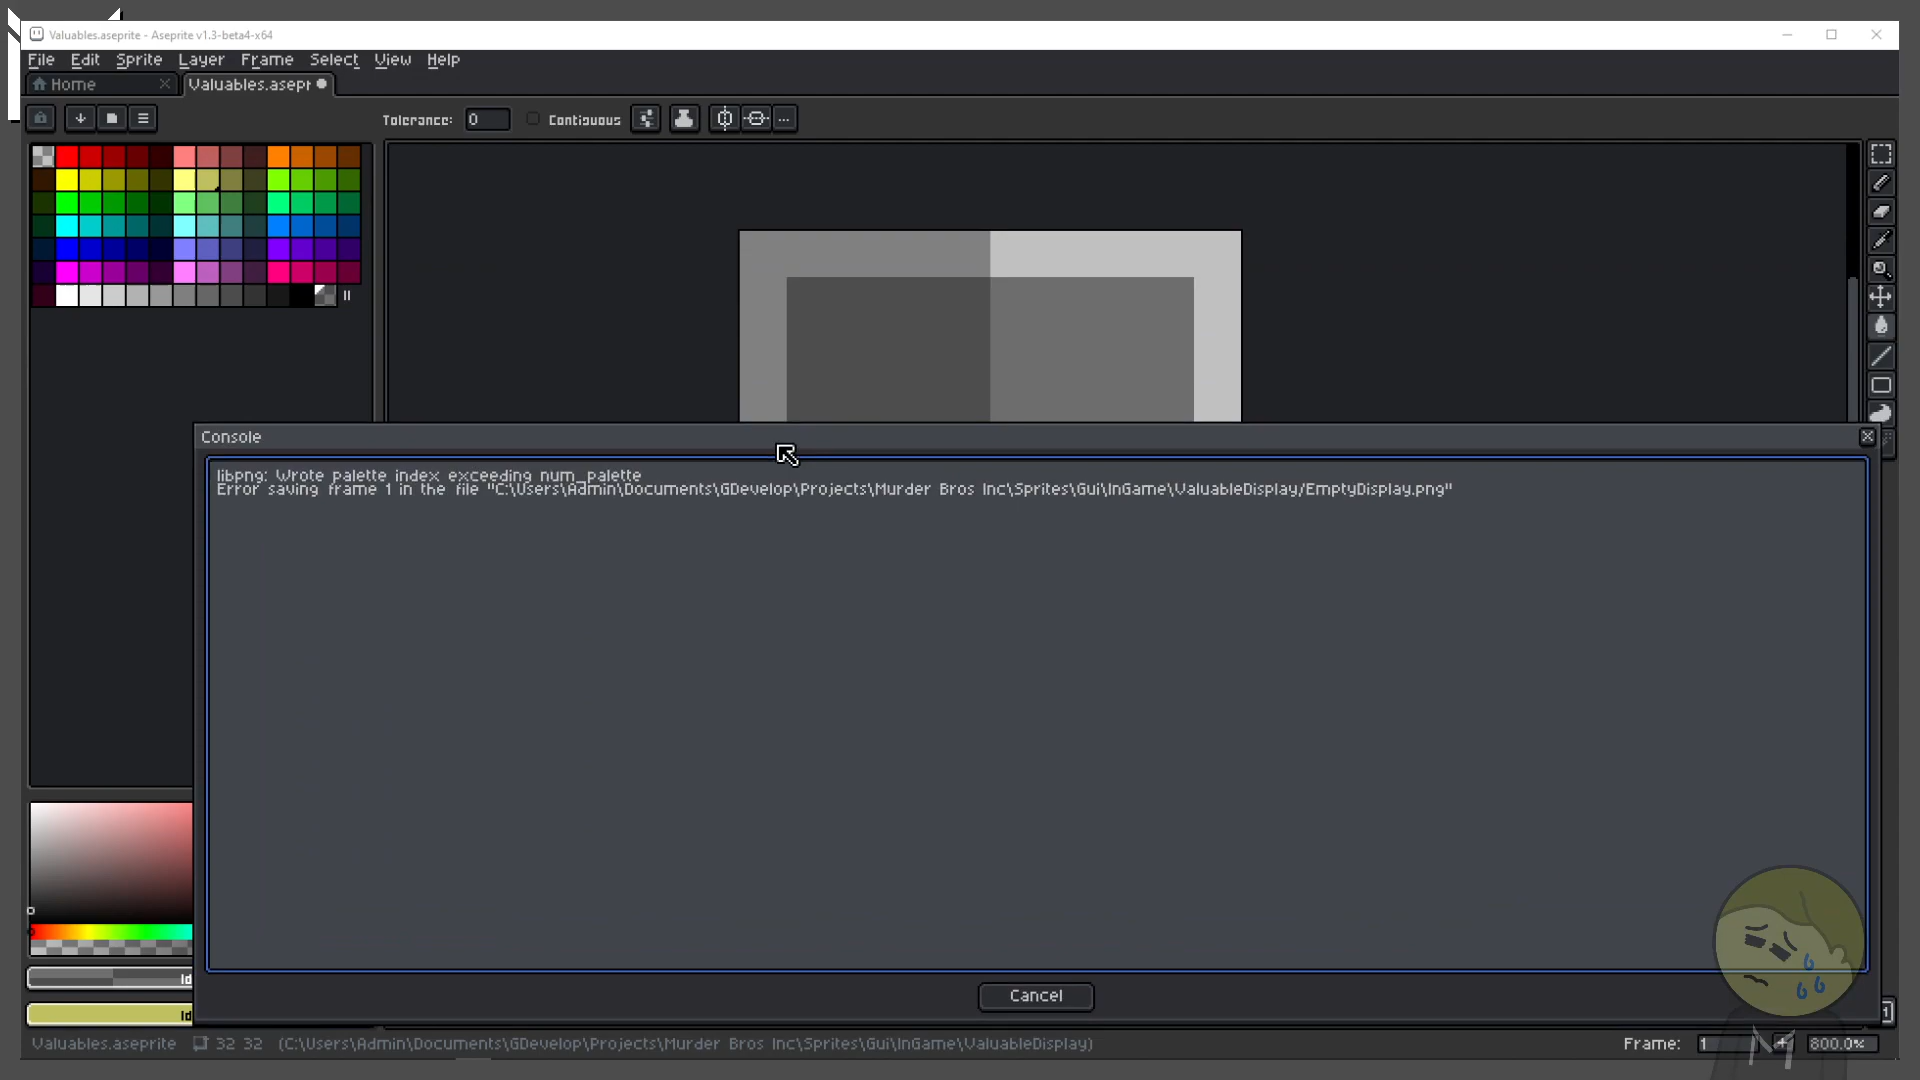 Valuables.aseprite - Aseprite v1.3-beta4-x64
File Edit Sprite Layer Frame Select View Help
Home
Valuables.asepr
Tolerance: 0 Contiguous
Console
libpng: Wrote palette index exceeding num_palette
Error saving frame 1 in the file "C:\Users\Admin\Documents\GDevelop\Projects\Murder Bros Inc\Sprites\Gui\InGame\ValuableDisplay/EmptyDisplay.png"
Cancel
Id
Id
1
Valuables.aseprite 32 32 (C:\Users\Admin\Documents\GDevelop\Projects\Murder Bros Inc\Sprites\Gui\InGame\ValuableDisplay)
Frame: 1 + 800.0%